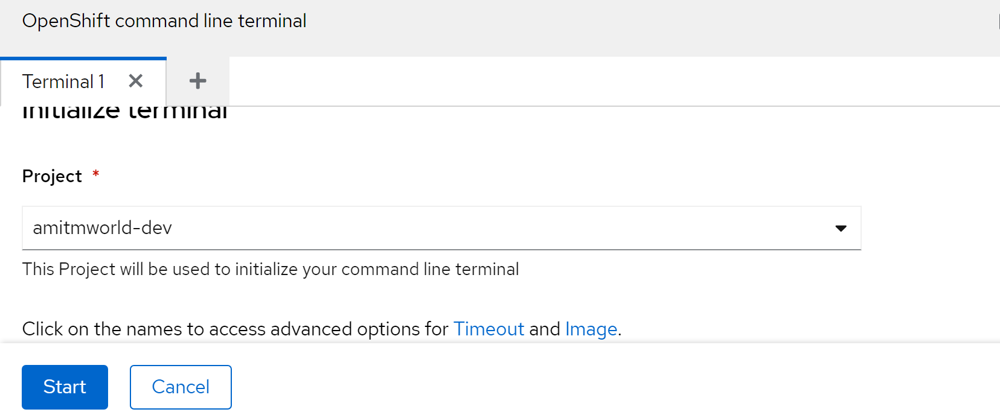 OpenShift command line terminal
Terminal 1
Initialize terminal
Project *
amitmworld-dev
This Project will be used to initialize your command line terminal
Click on the names to access advanced options for Timeout and Image.
Start Cancel